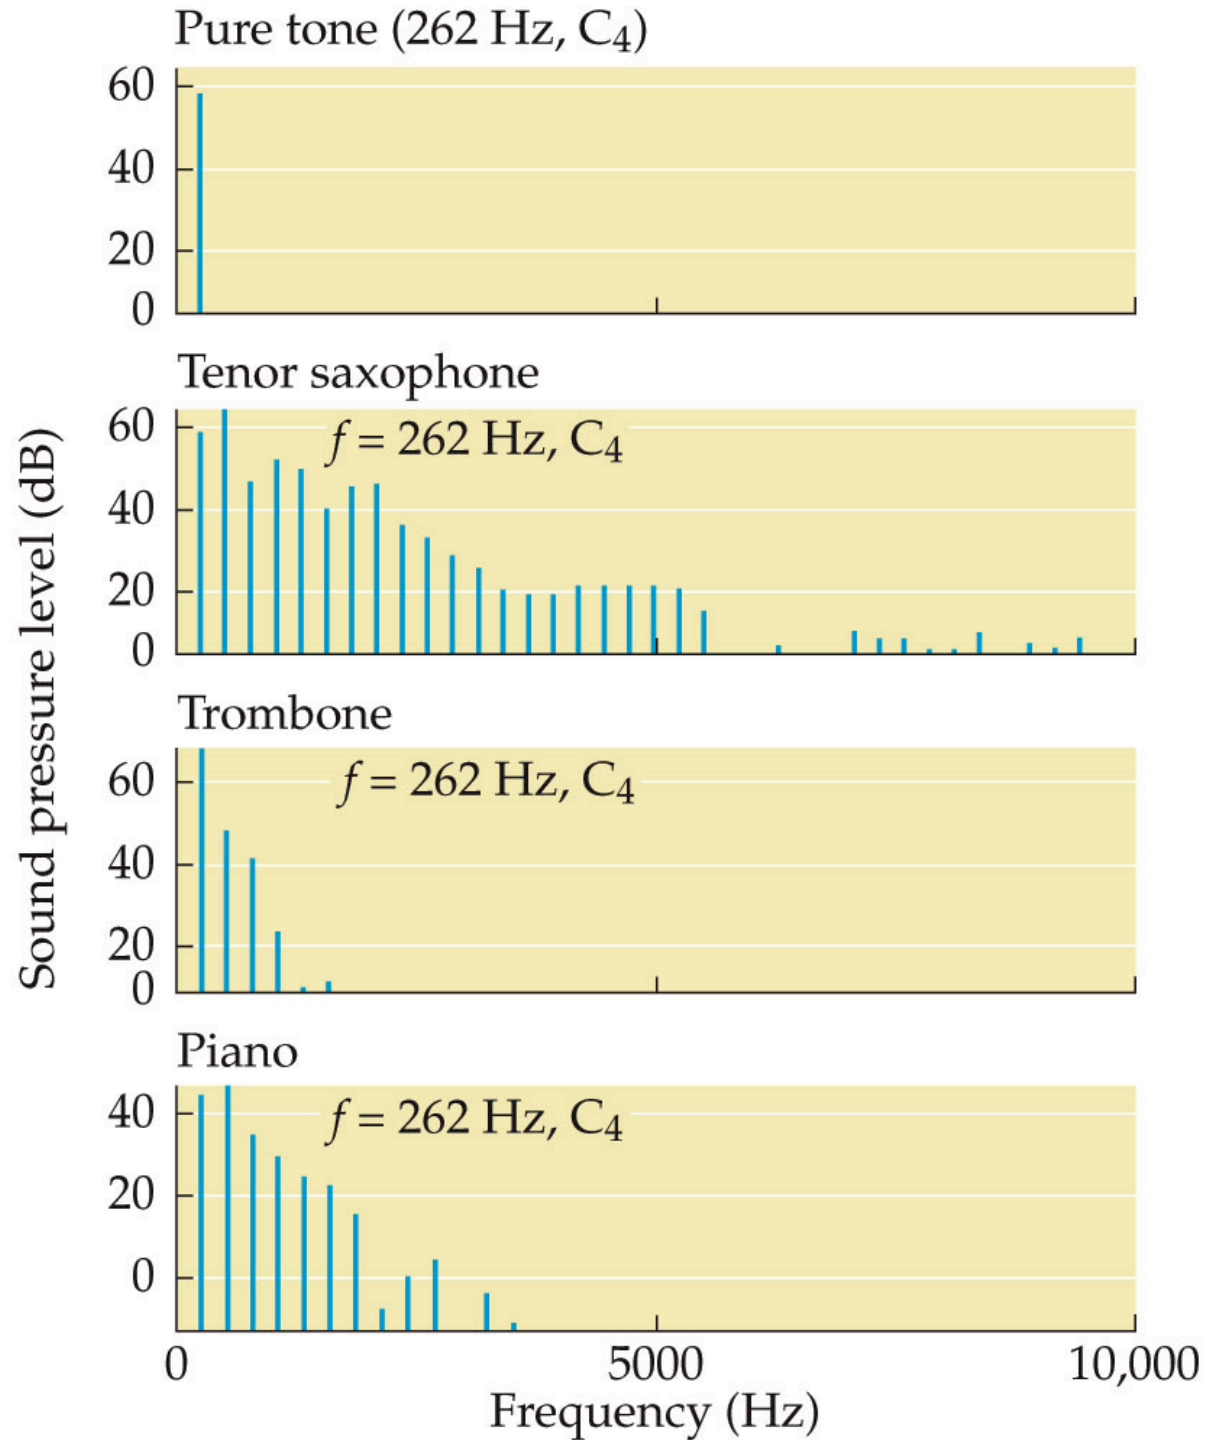 Pure tone (262 Hz, C4)
60
40
20
0
Tenor saxophone
f = 262 Hz, C4
60
40
20
0
Sound pressure level (dB)
Trombone
f = 262 Hz, C4
60
40
20
0
Piano
f = 262 Hz, C4
40
20
0
0 5000 10,000
Frequency (Hz)